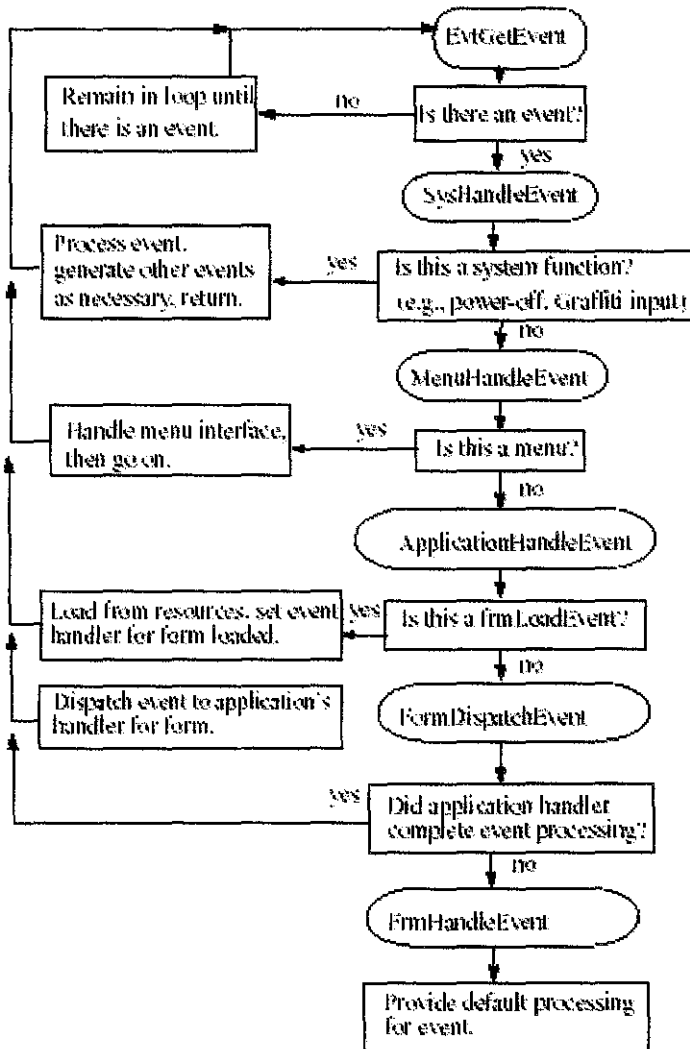 EvtGetEvent
Remain in loop until
there is an event.
no
Is there an event?
yes
SysHandleEvent
Process event,
generate other events
as necessary, return.
yes
Is this a system function?
(e.g., power-off, Graffiti input)
no
MenuHandleEvent
Handle menu interface,
then go on.
yes
Is this a menu?
no
ApplicationHandleEvent
Load from resources, set event
handler for form loaded.
yes
Is this a frmLoadEvent?
no
Dispatch event to application's
handler for form.
FormDispatchEvent
yes
Did application handler
complete event processing?
no
FrmHandleEvent
Provide default processing
for event.